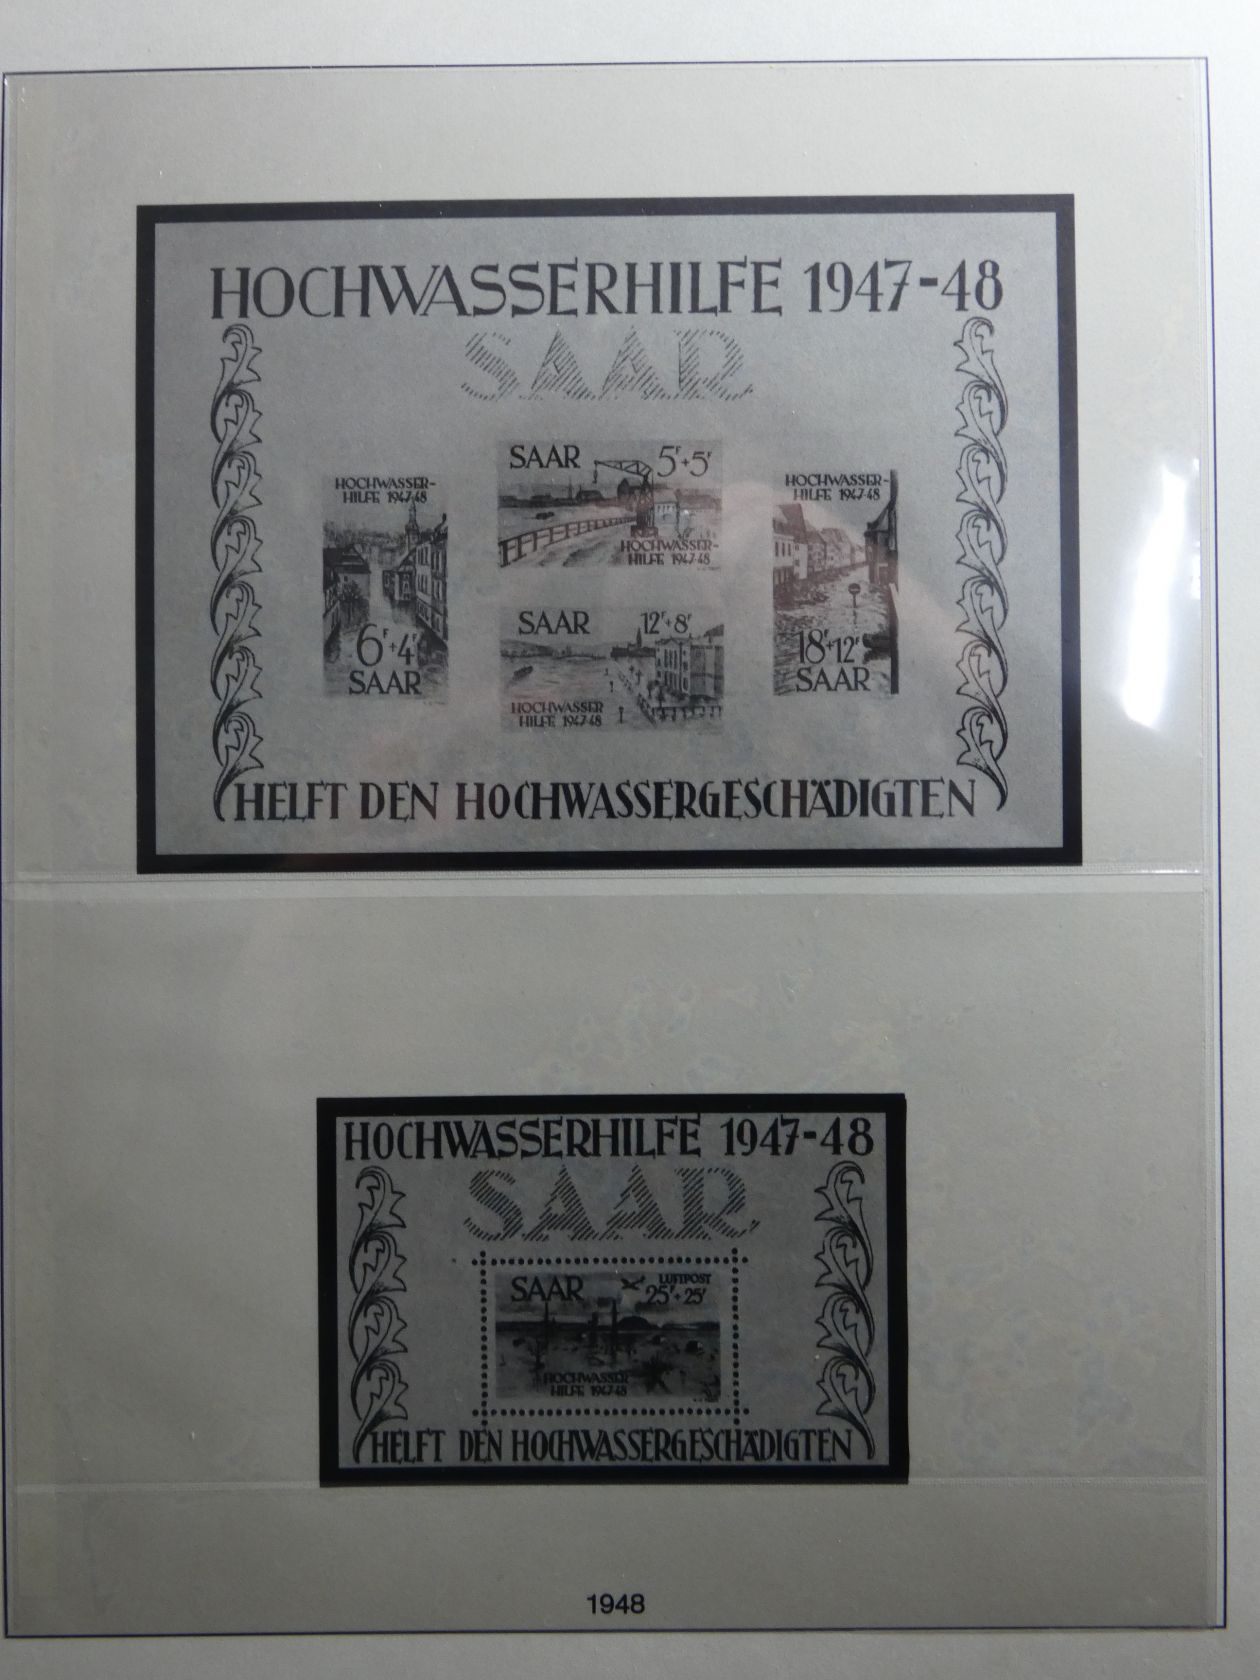 HOCHWASSERHILFE 1947-48
SAAR
HOCHWASSER-
HILFE 1947-48
6F+4F
SAAR
SAAR 5F+5F
HOCHWASSER-
HILFE 1947-48
SAAR 12F+8F
HOCHWASSER
HILFE 1947-48
HOCHWASSER-
HILFE 1947-48
18F+12F
SAAR
HELFT DEN HOCHWASSERGESCHÄDIGTEN
HOCHWASSERHILFE 1947-48
SAAR
SAAR LUFTPOST
25F+25F
HOCHWASSER
HILFE 1947-48
HELFT DEN HOCHWASSERGESCHÄDIGTEN
1948